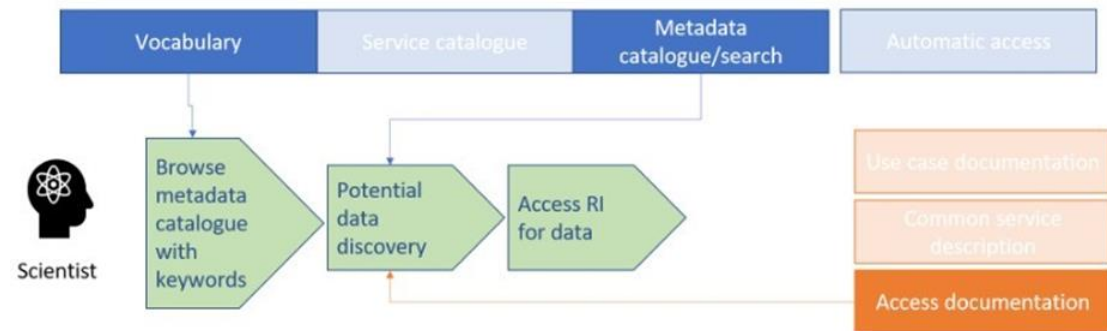 Vocabulary
Service catalogue
Metadata
catalogue/search
Automatic access
Browse
metadata
catalogue
with
keywords
Potential
data
discovery
Access RI
for data
Scientist
Use case documentation
Common service
description
Access documentation